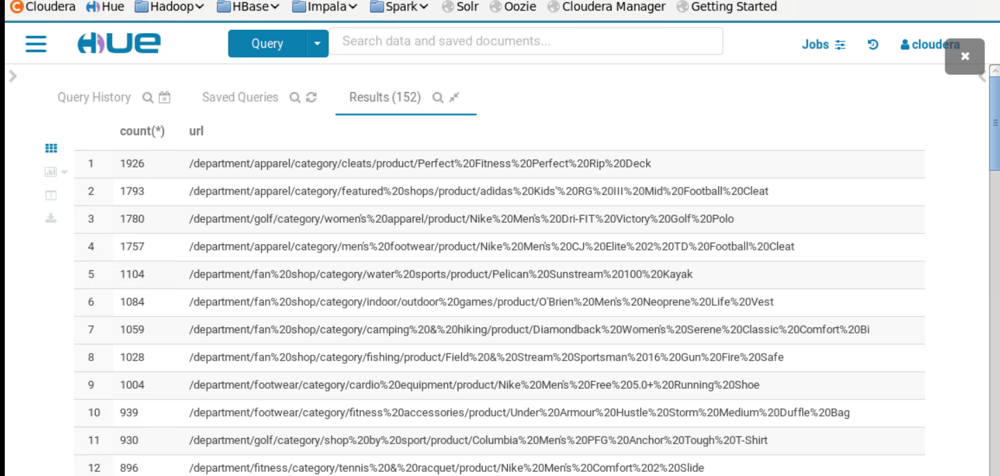 Cloudera Hue Hadoop HBase Impala Spark Solr Oozie Cloudera Manager Getting Started
HUE Query Search data and saved documents... Jobs cloudera
Query History Saved Queries Results (152)
count(*) url
1 1926 /department/apparel/category/cleats/product/Perfect%20Fitness%20Perfect%20Rip%20Deck
2 1793 /department/apparel/category/featured%20shops/product/adidas%20Kids'%20RG%20III%20Mid%20Football%20Cleat
3 1780 /department/golf/category/women's%20apparel/product/Nike%20Men's%20Dri-FIT%20Victory%20Golf%20Polo
4 1757 /department/apparel/category/men's%20footwear/product/Nike%20Men's%20CJ%20Elite%202%20TD%20Football%20Cleat
5 1104 /department/fan%20shop/category/water%20sports/product/Pelican%20Sunstream%20100%20Kayak
6 1084 /department/fan%20shop/category/indoor/outdoor%20games/product/O'Brien%20Men's%20Neoprene%20Life%20Vest
7 1059 /department/fan%20shop/category/camping%20&%20hiking/product/Diamondback%20Women's%20Serene%20Classic%20Comfort%20Bi
8 1028 /department/fan%20shop/category/fishing/product/Field%20&%20Stream%20Sportsman%2016%20Gun%20Fire%20Safe
9 1004 /department/footwear/category/cardio%20equipment/product/Nike%20Men's%20Free%205.0+%20Running%20Shoe
10 939 /department/footwear/category/fitness%20accessories/product/Under%20Armour%20Hustle%20Storm%20Medium%20Duffle%20Bag
11 930 /department/golf/category/shop%20by%20sport/product/Columbia%20Men's%20PFG%20Anchor%20Tough%20T-Shirt
12 896 /department/fitness/category/tennis%20&%20racquet/product/Nike%20Men's%20Comfort%202%20Slide